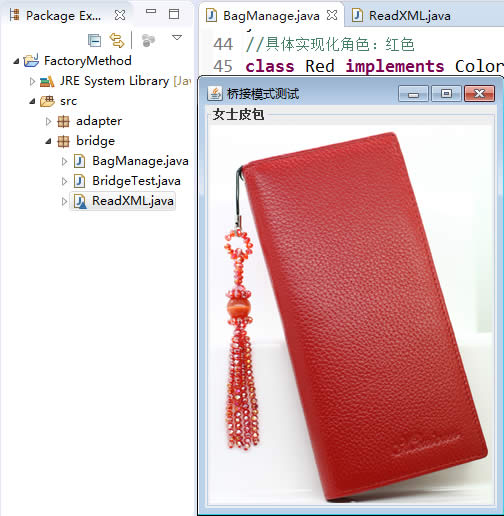 Package Ex...
FactoryMethod
JRE System Library [Jav
src
adapter
bridge
BagManage.java
BridgeTest.java
ReadXML.java
BagManage.java
ReadXML.java
44 //具体实现化角色：红色
45 class Red implements Color
桥接模式测试
女士皮包